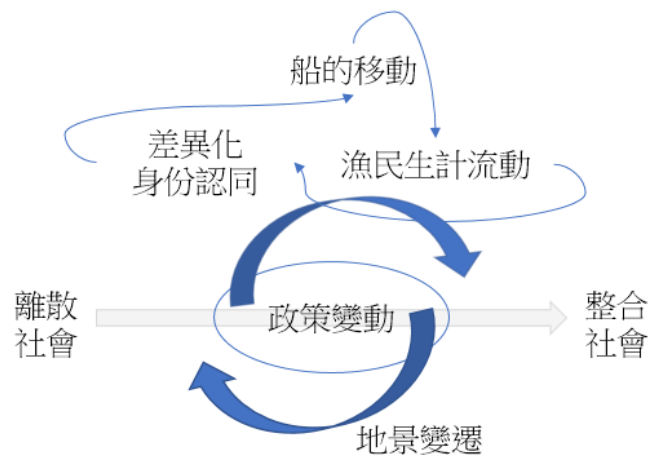 船的移動
差異化
身份認同
漁民生計流動
離散
社會
政策變動
整合
社會
地景變遷